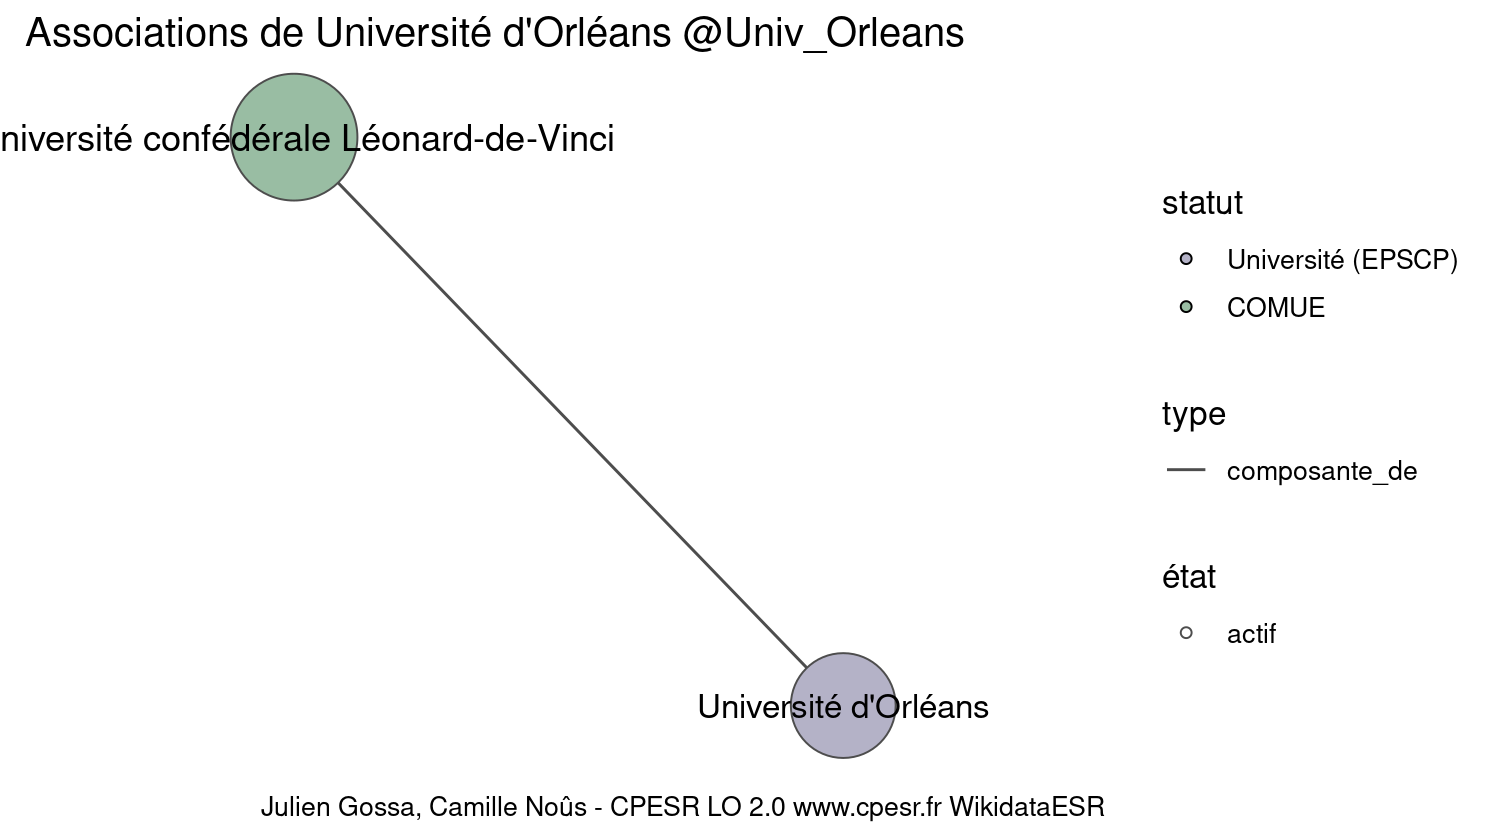 Associations de Université d'Orléans @Univ_Orleans
niversité confédérale Léonard-de-Vinci
statut
Université (EPSCP)
COMUE
type
composante_de
état
actif
Université d'Orléans
Julien Gossa, Camille Noûs - CPESR LO 2.0 www.cpesr.fr WikidataESR